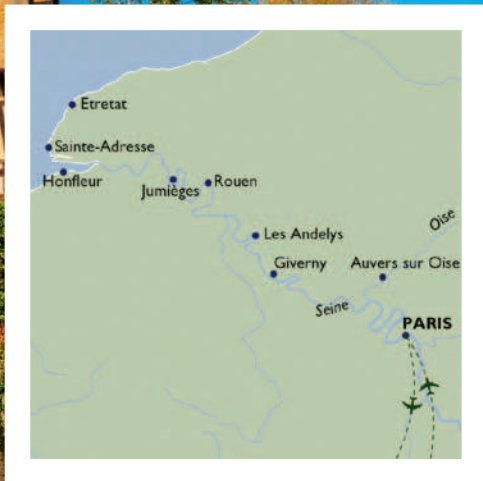 Etretat
Sainte-Adresse
Honfleur
Jumièges
Rouen
Les Andelys
Oise
Giverny
Auvers sur Oise
Seine
PARIS